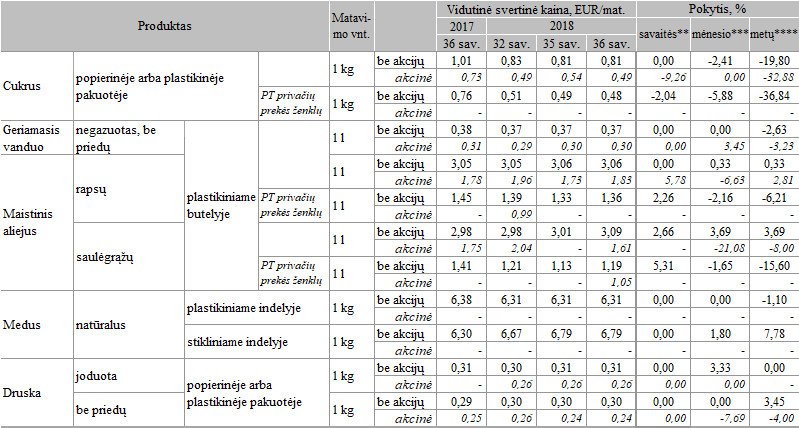 Produktas Matavi- mo vnt. Vidutinė svertinė kaina, EUR/mat. Pokytis, %
2017 2018 savaitės** mėnesio*** metų****
36 sav. 32 sav. 35 sav. 36 sav.
Cukrus popierinėje arba plastikinėje pakuotėje 1 kg be akcijų 1,01 0,83 0,81 0,81 0,00 -2,41 -19,80
akcinė 0,73 0,49 0,54 0,49 -9,26 0,00 -32,88
PT privačių prekės ženklų 1 kg be akcijų 0,76 0,51 0,49 0,48 -2,04 -5,88 -36,84
akcinė - - - - - - -
Geriamasis vanduo negazuotas, be priedų plastikiniame butelyje 1 l be akcijų 0,38 0,37 0,37 0,37 0,00 0,00 -2,63
akcinė 0,31 0,29 0,30 0,30 0,00 3,45 -3,23
Maistinis aliejus rapsų 1 l be akcijų 3,05 3,05 3,06 3,06 0,00 0,33 0,33
akcinė 1,78 1,96 1,73 1,83 5,78 -6,63 2,81
PT privačių prekės ženklų 1 l be akcijų 1,45 1,39 1,33 1,36 2,26 -2,16 -6,21
akcinė - 0,99 - - - - -
saulėgrąžų 1 l be akcijų 2,98 2,98 3,01 3,09 2,66 3,69 3,69
akcinė 1,75 2,04 - 1,61 - -21,08 -8,00
PT privačių prekės ženklų 1 l be akcijų 1,41 1,21 1,13 1,19 5,31 -1,65 -15,60
akcinė - - - 1,05 - - -
Medus natūralus plastikiniame indelyje 1 kg be akcijų 6,38 6,31 6,31 6,31 0,00 0,00 -1,10
akcinė - - - - - - -
stikliniame indelyje 1 kg be akcijų 6,30 6,67 6,79 6,79 0,00 1,80 7,78
akcinė - - - - - - -
Druska joduota popierinėje arba plastikinėje pakuotėje 1 kg be akcijų 0,31 0,30 0,31 0,31 0,00 3,33 0,00
akcinė - 0,26 0,26 0,26 0,00 0,00 -
be priedų 1 kg be akcijų 0,29 0,30 0,30 0,30 0,00 0,00 3,45
akcinė 0,25 0,26 0,24 0,24 0,00 -7,69 -4,00